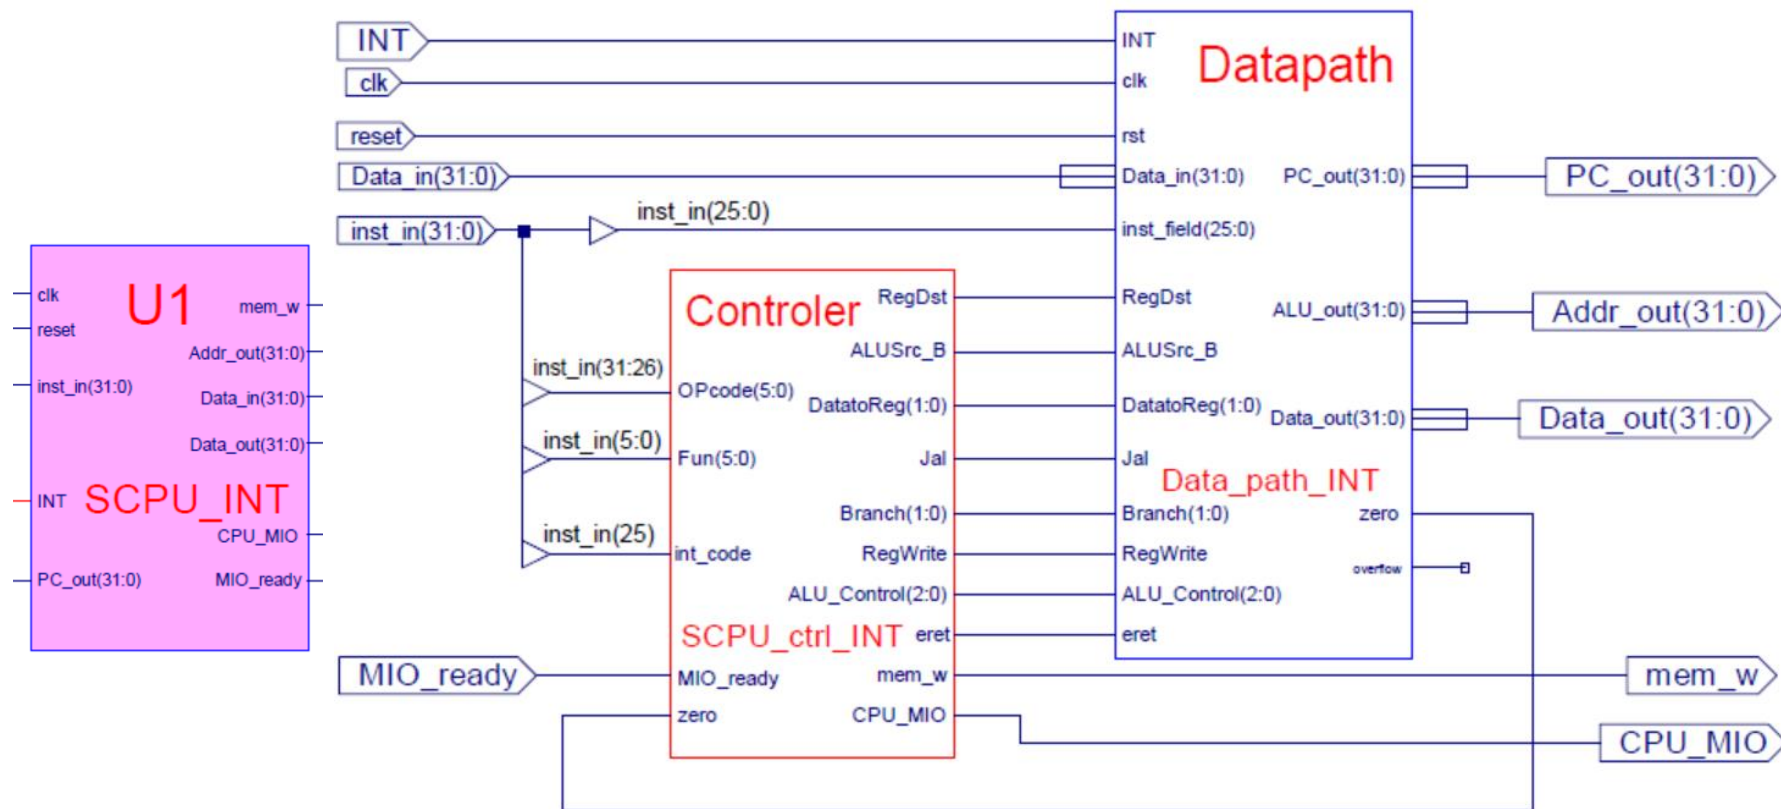 clk
reset
inst_in(31:0)
INT
PC_out(31:0)
U1
SCPU_INT
mem_w
Addr_out(31:0)
Data_in(31:0)
Data_out(31:0)
CPU_MIO
MIO_ready
INT
clk
reset
Data_in(31:0)
inst_in(31:0)
MIO_ready
inst_in(25:0)
inst_in(31:26)
inst_in(5:0)
inst_in(25)
Controler
OPcode(5:0)
Fun(5:0)
int_code
SCPU_ctrl_INT
MIO_ready
zero
RegDst
ALUSrc_B
DatatoReg(1:0)
Jal
Branch(1:0)
RegWrite
ALU_Control(2:0)
eret
mem_w
CPU_MIO
Datapath
INT
clk
rst
Data_in(31:0)
inst_field(25:0)
RegDst
ALUSrc_B
DatatoReg(1:0)
Jal
Data_path_INT
Branch(1:0)
RegWrite
ALU_Control(2:0)
eret
PC_out(31:0)
ALU_out(31:0)
Data_out(31:0)
zero
overflow
PC_out(31:0)
Addr_out(31:0)
Data_out(31:0)
mem_w
CPU_MIO